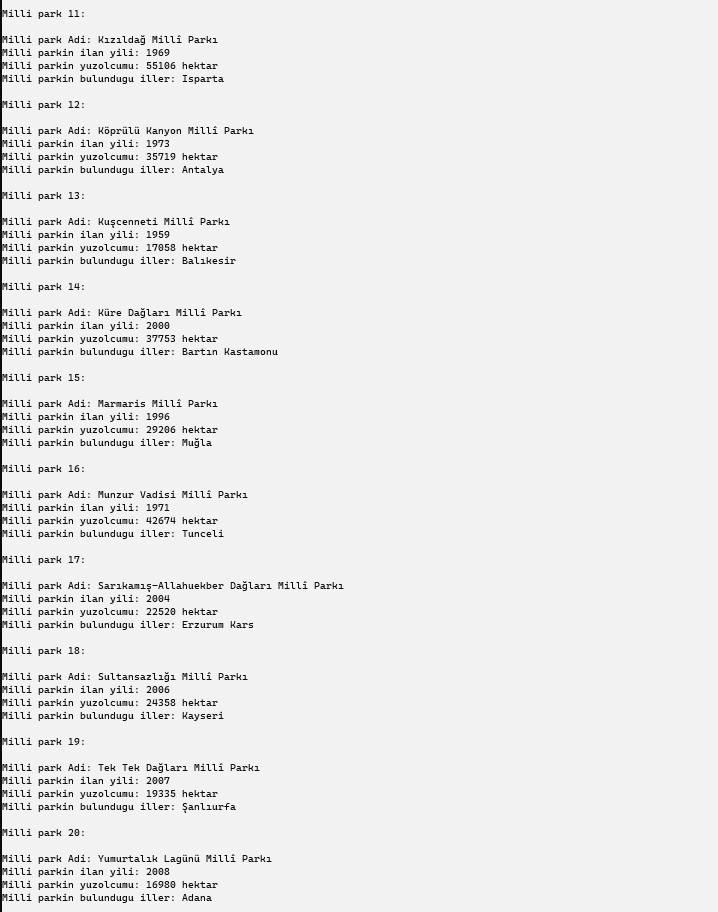 Milli park 11:
Milli park Adi: Kızıldağ Millî Parkı
Milli parkin ilan yili: 1969
Milli parkin yuzolcumu: 55106 hektar
Milli parkin bulundugu iller: Isparta
Milli park 12:
Milli park Adi: Köprülü Kanyon Millî Parkı
Milli parkin ilan yili: 1973
Milli parkin yuzolcumu: 35719 hektar
Milli parkin bulundugu iller: Antalya
Milli park 13:
Milli park Adi: Kuşcenneti Millî Parkı
Milli parkin ilan yili: 1959
Milli parkin yuzolcumu: 17058 hektar
Milli parkin bulundugu iller: Balıkesir
Milli park 14:
Milli park Adi: Küre Dağları Millî Parkı
Milli parkin ilan yili: 2000
Milli parkin yuzolcumu: 37753 hektar
Milli parkin bulundugu iller: Bartın Kastamonu
Milli park 15:
Milli park Adi: Marmaris Millî Parkı
Milli parkin ilan yili: 1996
Milli parkin yuzolcumu: 29206 hektar
Milli parkin bulundugu iller: Muğla
Milli park 16:
Milli park Adi: Munzur Vadisi Millî Parkı
Milli parkin ilan yili: 1971
Milli parkin yuzolcumu: 42674 hektar
Milli parkin bulundugu iller: Tunceli
Milli park 17:
Milli park Adi: Sarıkamış-Allahuekber Dağları Millî Parkı
Milli parkin ilan yili: 2004
Milli parkin yuzolcumu: 22520 hektar
Milli parkin bulundugu iller: Erzurum Kars
Milli park 18:
Milli park Adi: Sultansazlığı Millî Parkı
Milli parkin ilan yili: 2006
Milli parkin yuzolcumu: 24358 hektar
Milli parkin bulundugu iller: Kayseri
Milli park 19:
Milli park Adi: Tek Tek Dağları Millî Parkı
Milli parkin ilan yili: 2007
Milli parkin yuzolcumu: 19335 hektar
Milli parkin bulundugu iller: Şanlıurfa
Milli park 20:
Milli park Adi: Yumurtalık Lagünü Millî Parkı
Milli parkin ilan yili: 2008
Milli parkin yuzolcumu: 16980 hektar
Milli parkin bulundugu iller: Adana